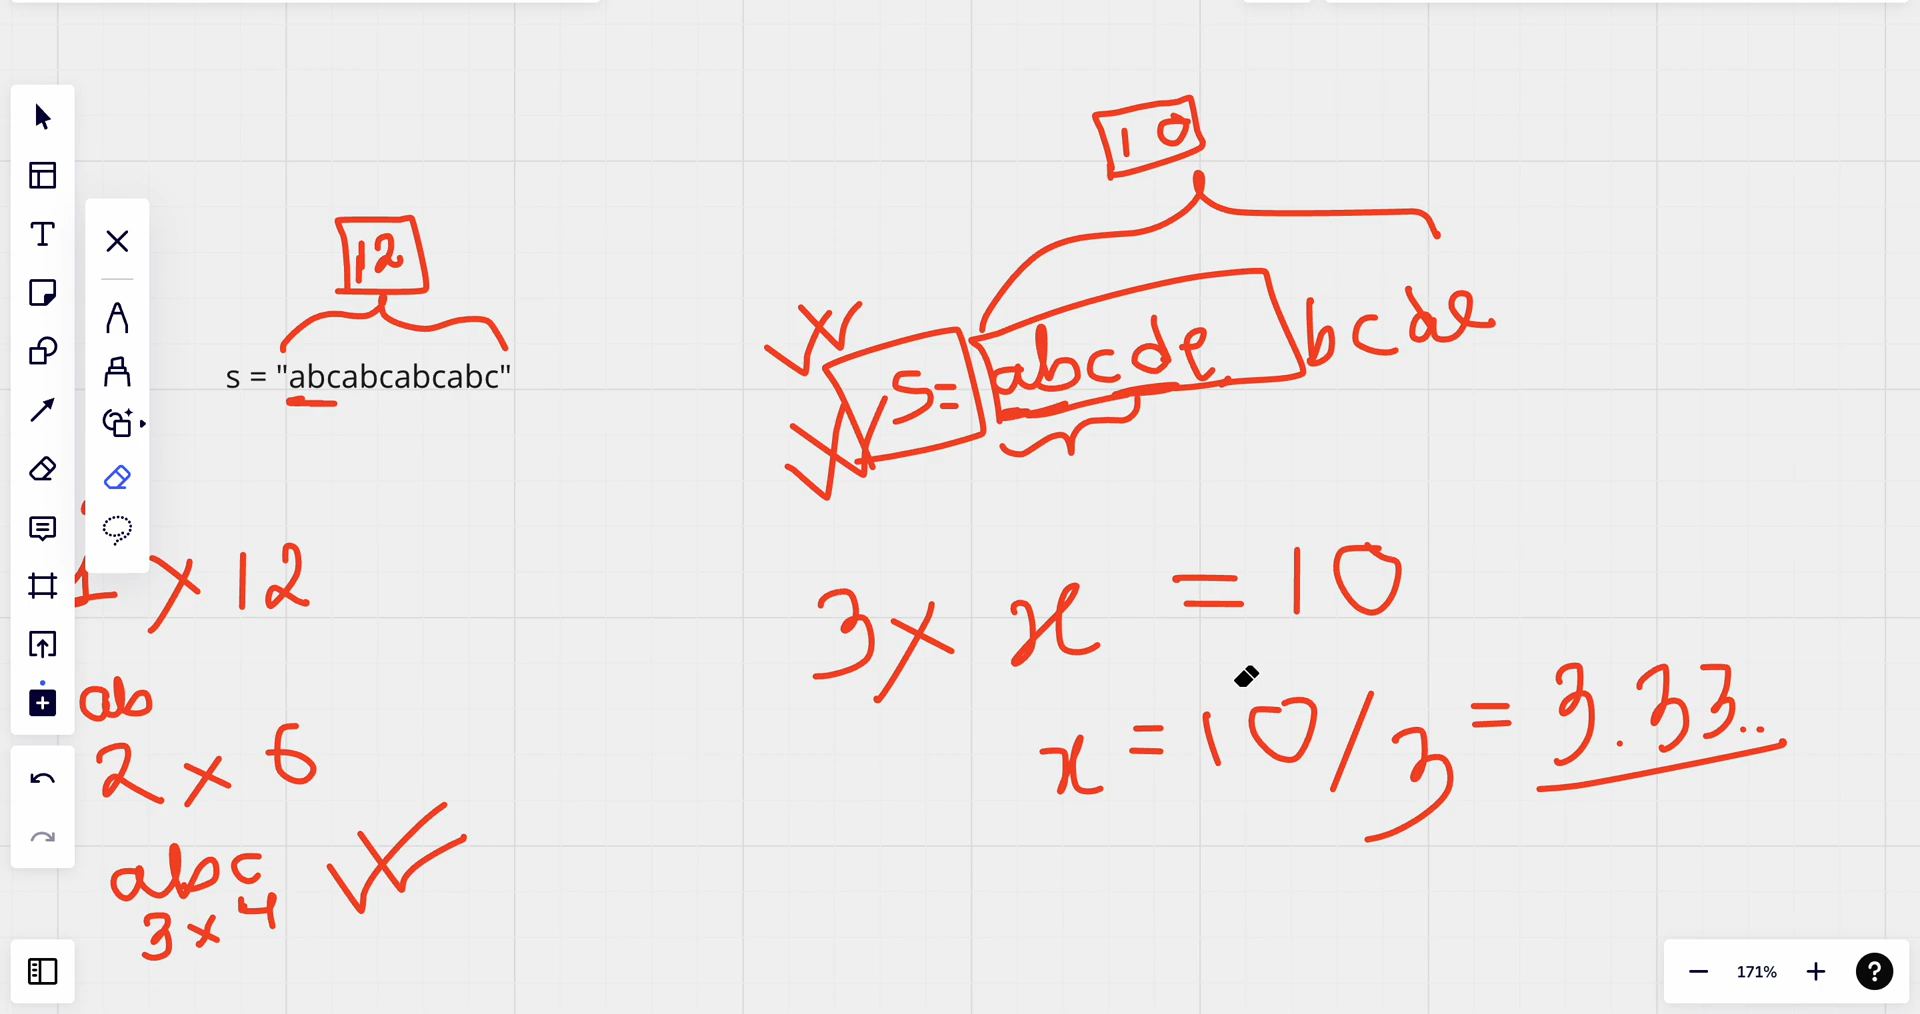 12
s = "abcabcabcabc"
1 x 12
ab
2 x 6
abc
3 x 4
10
S= abcde bcde
3 x x = 10
x = 10/3 = 3.33..
171%